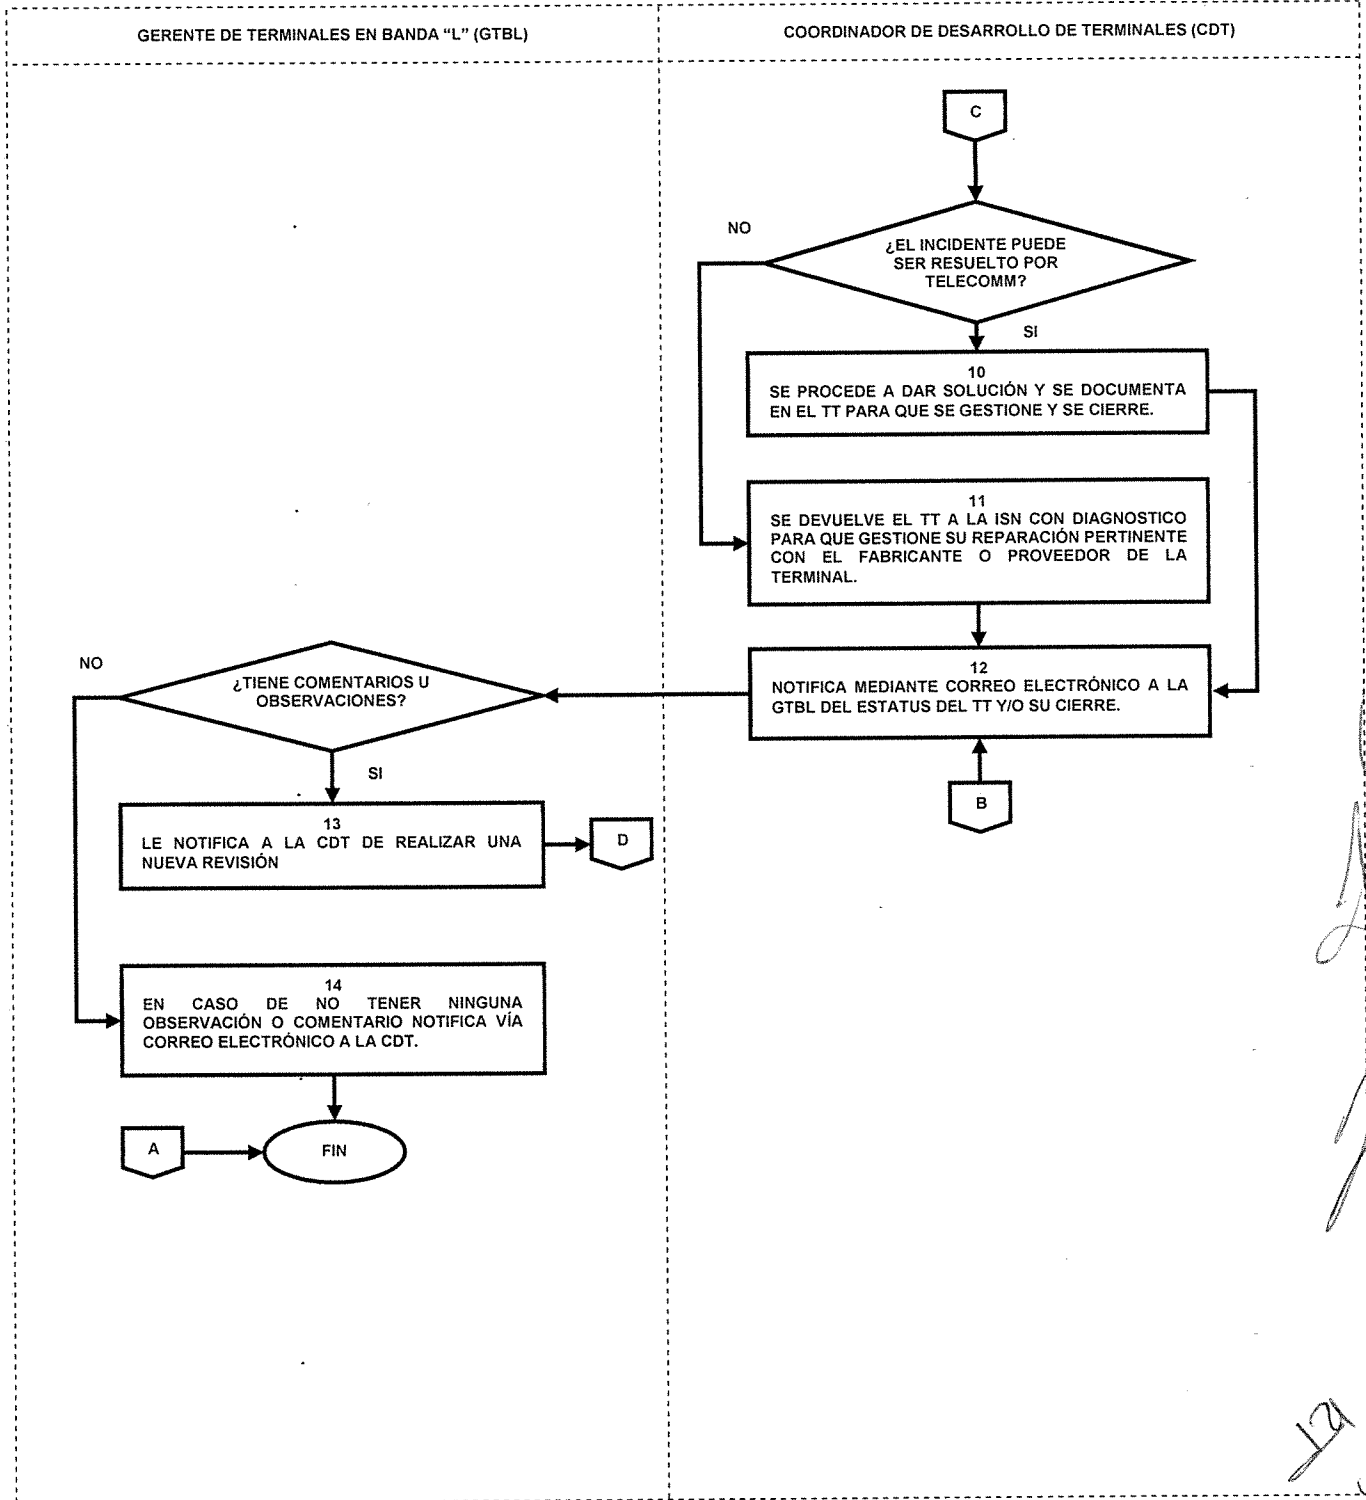 GERENTE DE TERMINALES EN BANDA “L” (GTBL)
COORDINADOR DE DESARROLLO DE TERMINALES (CDT)
C
NO
¿EL INCIDENTE PUEDE
SER RESUELTO POR
TELECOMM?
SI
10
SE PROCEDE A DAR SOLUCIÓN Y SE DOCUMENTA
EN EL TT PARA QUE SE GESTIONE Y SE CIERRE.
11
SE DEVUELVE EL TT A LA ISN CON DIAGNOSTICO
PARA QUE GESTIONE SU REPARACIÓN PERTINENTE
CON EL FABRICANTE O PROVEEDOR DE LA
TERMINAL.
12
NOTIFICA MEDIANTE CORREO ELECTRÓNICO A LA
GTBL DEL ESTATUS DEL TT Y/O SU CIERRE.
B
NO
¿TIENE COMENTARIOS U
OBSERVACIONES?
SI
13
LE NOTIFICA A LA CDT DE REALIZAR UNA
NUEVA REVISIÓN
D
14
EN CASO DE NO TENER NINGUNA
OBSERVACIÓN O COMENTARIO NOTIFICA VÍA
CORREO ELECTRÓNICO A LA CDT.
A
FIN